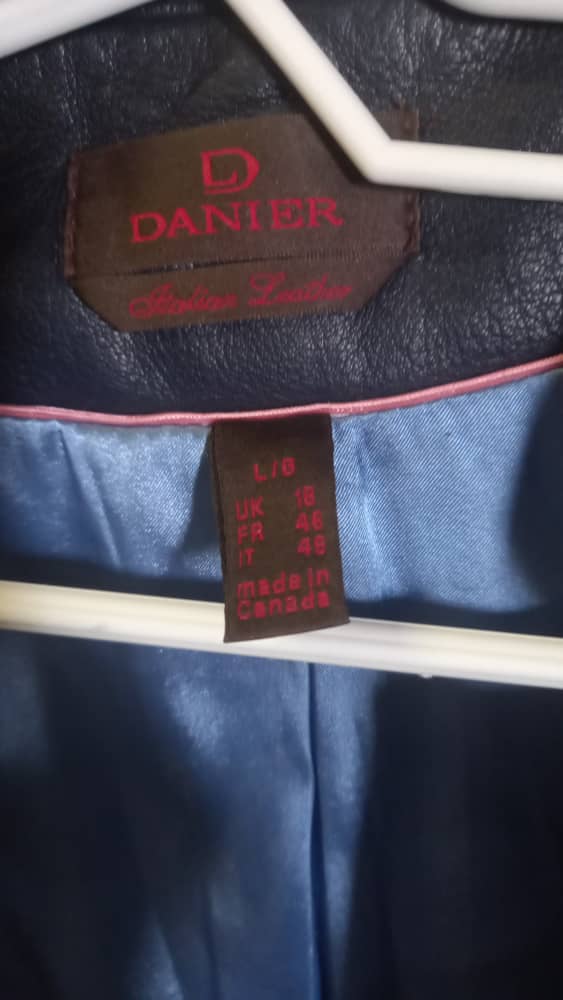 D
DANIER
Italian Leather
L/G
UK 16
FR 46
IT 48
made in
Canada